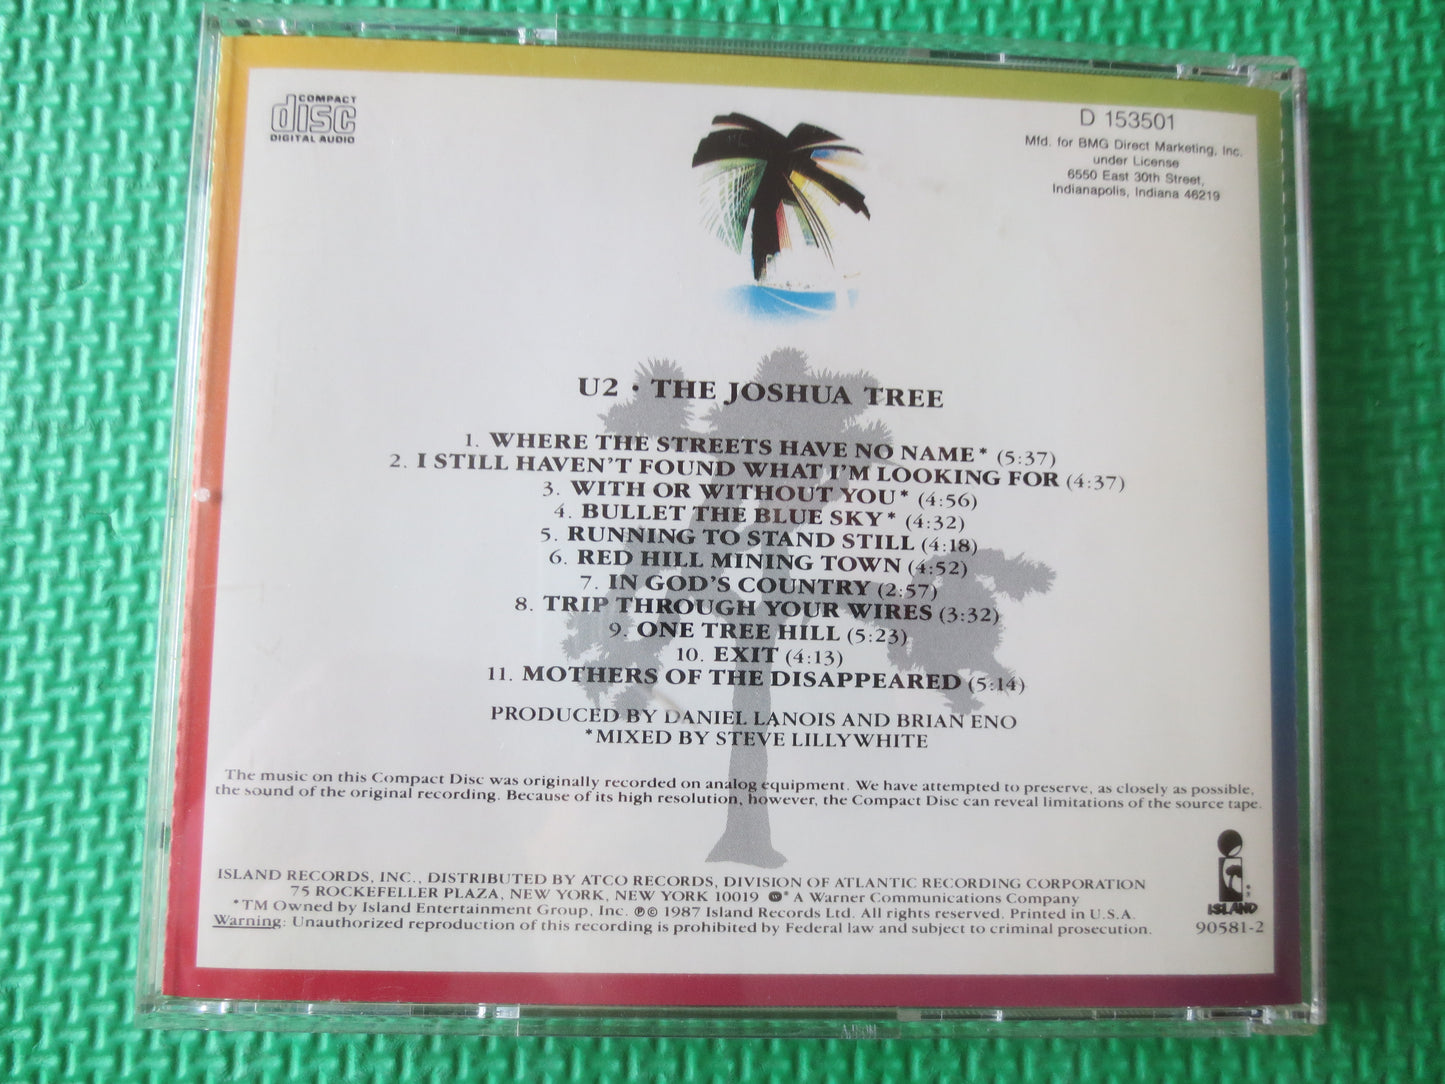 COMPACT
disc
DIGITAL AUDIO
D 153501
Mfd. for BMG Direct Marketing, Inc.
under License
6550 East 30th Street,
Indianapolis, Indiana 46219
U2 • THE JOSHUA TREE
1. WHERE THE STREETS HAVE NO NAME* (5:37)
2. I STILL HAVEN'T FOUND WHAT I'M LOOKING FOR (4:37)
3. WITH OR WITHOUT YOU* (4:56)
4. BULLET THE BLUE SKY* (4:32)
5. RUNNING TO STAND STILL (4:18)
6. RED HILL MINING TOWN (4:52)
7. IN GOD'S COUNTRY (2:57)
8. TRIP THROUGH YOUR WIRES (3:32)
9. ONE TREE HILL (5:23)
10. EXIT (4:13)
11. MOTHERS OF THE DISAPPEARED (5:14)
PRODUCED BY DANIEL LANOIS AND BRIAN ENO
*MIXED BY STEVE LILLYWHITE
The music on this Compact Disc was originally recorded on analog equipment. We have attempted to preserve, as closely as possible,
the sound of the original recording. Because of its high resolution, however, the Compact Disc can reveal limitations of the source tape.
ISLAND RECORDS, INC., DISTRIBUTED BY ATCO RECORDS, DIVISION OF ATLANTIC RECORDING CORPORATION
75 ROCKEFELLER PLAZA, NEW YORK, NEW YORK 10019 * A Warner Communications Company
*TM Owned by Island Entertainment Group, Inc. ℗© 1987 Island Records Ltd. All rights reserved. Printed in U.S.A.
Warning: Unauthorized reproduction of this recording is prohibited by Federal law and subject to criminal prosecution.
ISLAND
90581-2